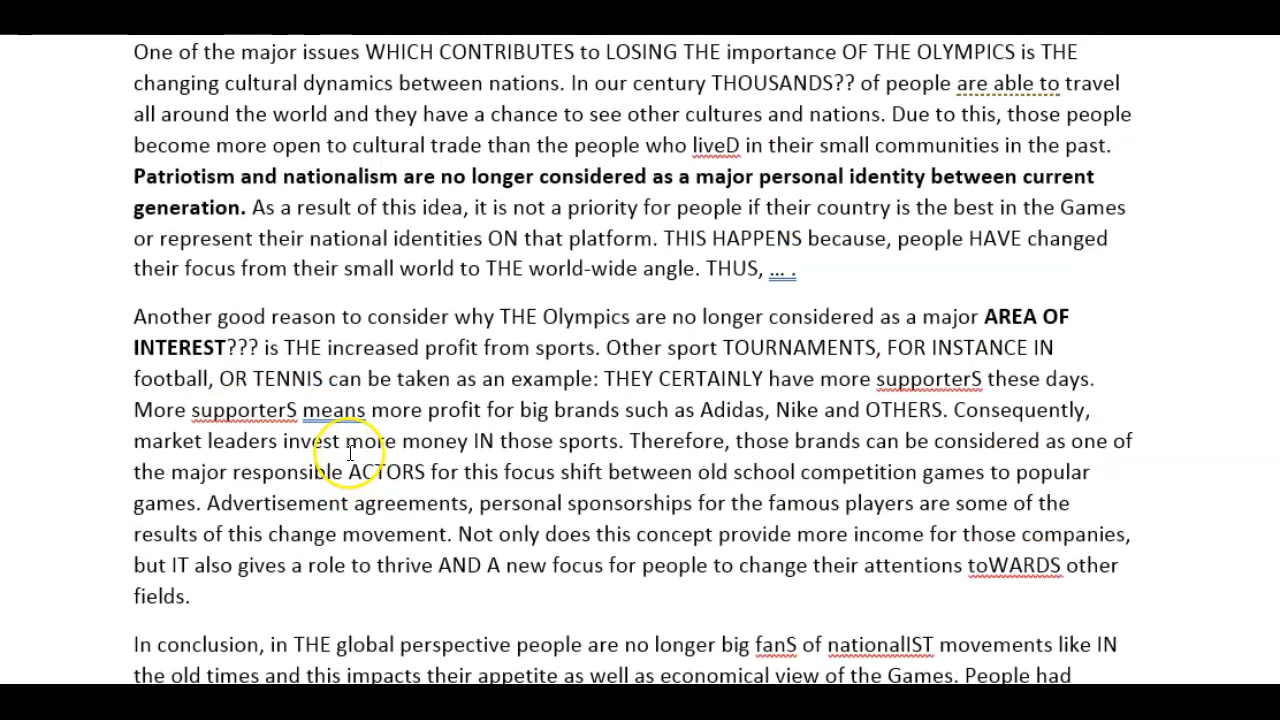 One of the major issues WHICH CONTRIBUTES to LOSING THE importance OF THE OLYMPICS is THE
changing cultural dynamics between nations. In our century THOUSANDS?? of people are able to travel
all around the world and they have a chance to see other cultures and nations. Due to this, those people
become more open to cultural trade than the people who liveD in their small communities in the past.
Patriotism and nationalism are no longer considered as a major personal identity between current
generation. As a result of this idea, it is not a priority for people if their country is the best in the Games
or represent their national identities ON that platform. THIS HAPPENS because, people HAVE changed
their focus from their small world to THE world-wide angle. THUS, ... .
Another good reason to consider why THE Olympics are no longer considered as a major AREA OF
INTEREST??? is THE increased profit from sports. Other sport TOURNAMENTS, FOR INSTANCE IN
football, OR TENNIS can be taken as an example: THEY CERTAINLY have more supporterS these days.
More supporterS means more profit for big brands such as Adidas, Nike and OTHERS. Consequently,
market leaders invest more money IN those sports. Therefore, those brands can be considered as one of
the major responsible ACTORS for this focus shift between old school competition games to popular
games. Advertisement agreements, personal sponsorships for the famous players are some of the
results of this change movement. Not only does this concept provide more income for those companies,
but IT also gives a role to thrive AND A new focus for people to change their attentions toWARDS other
fields.
In conclusion, in THE global perspective people are no longer big fanS of nationalIST movements like IN
the old times and this impacts their appetite as well as economical view of the Games. People had